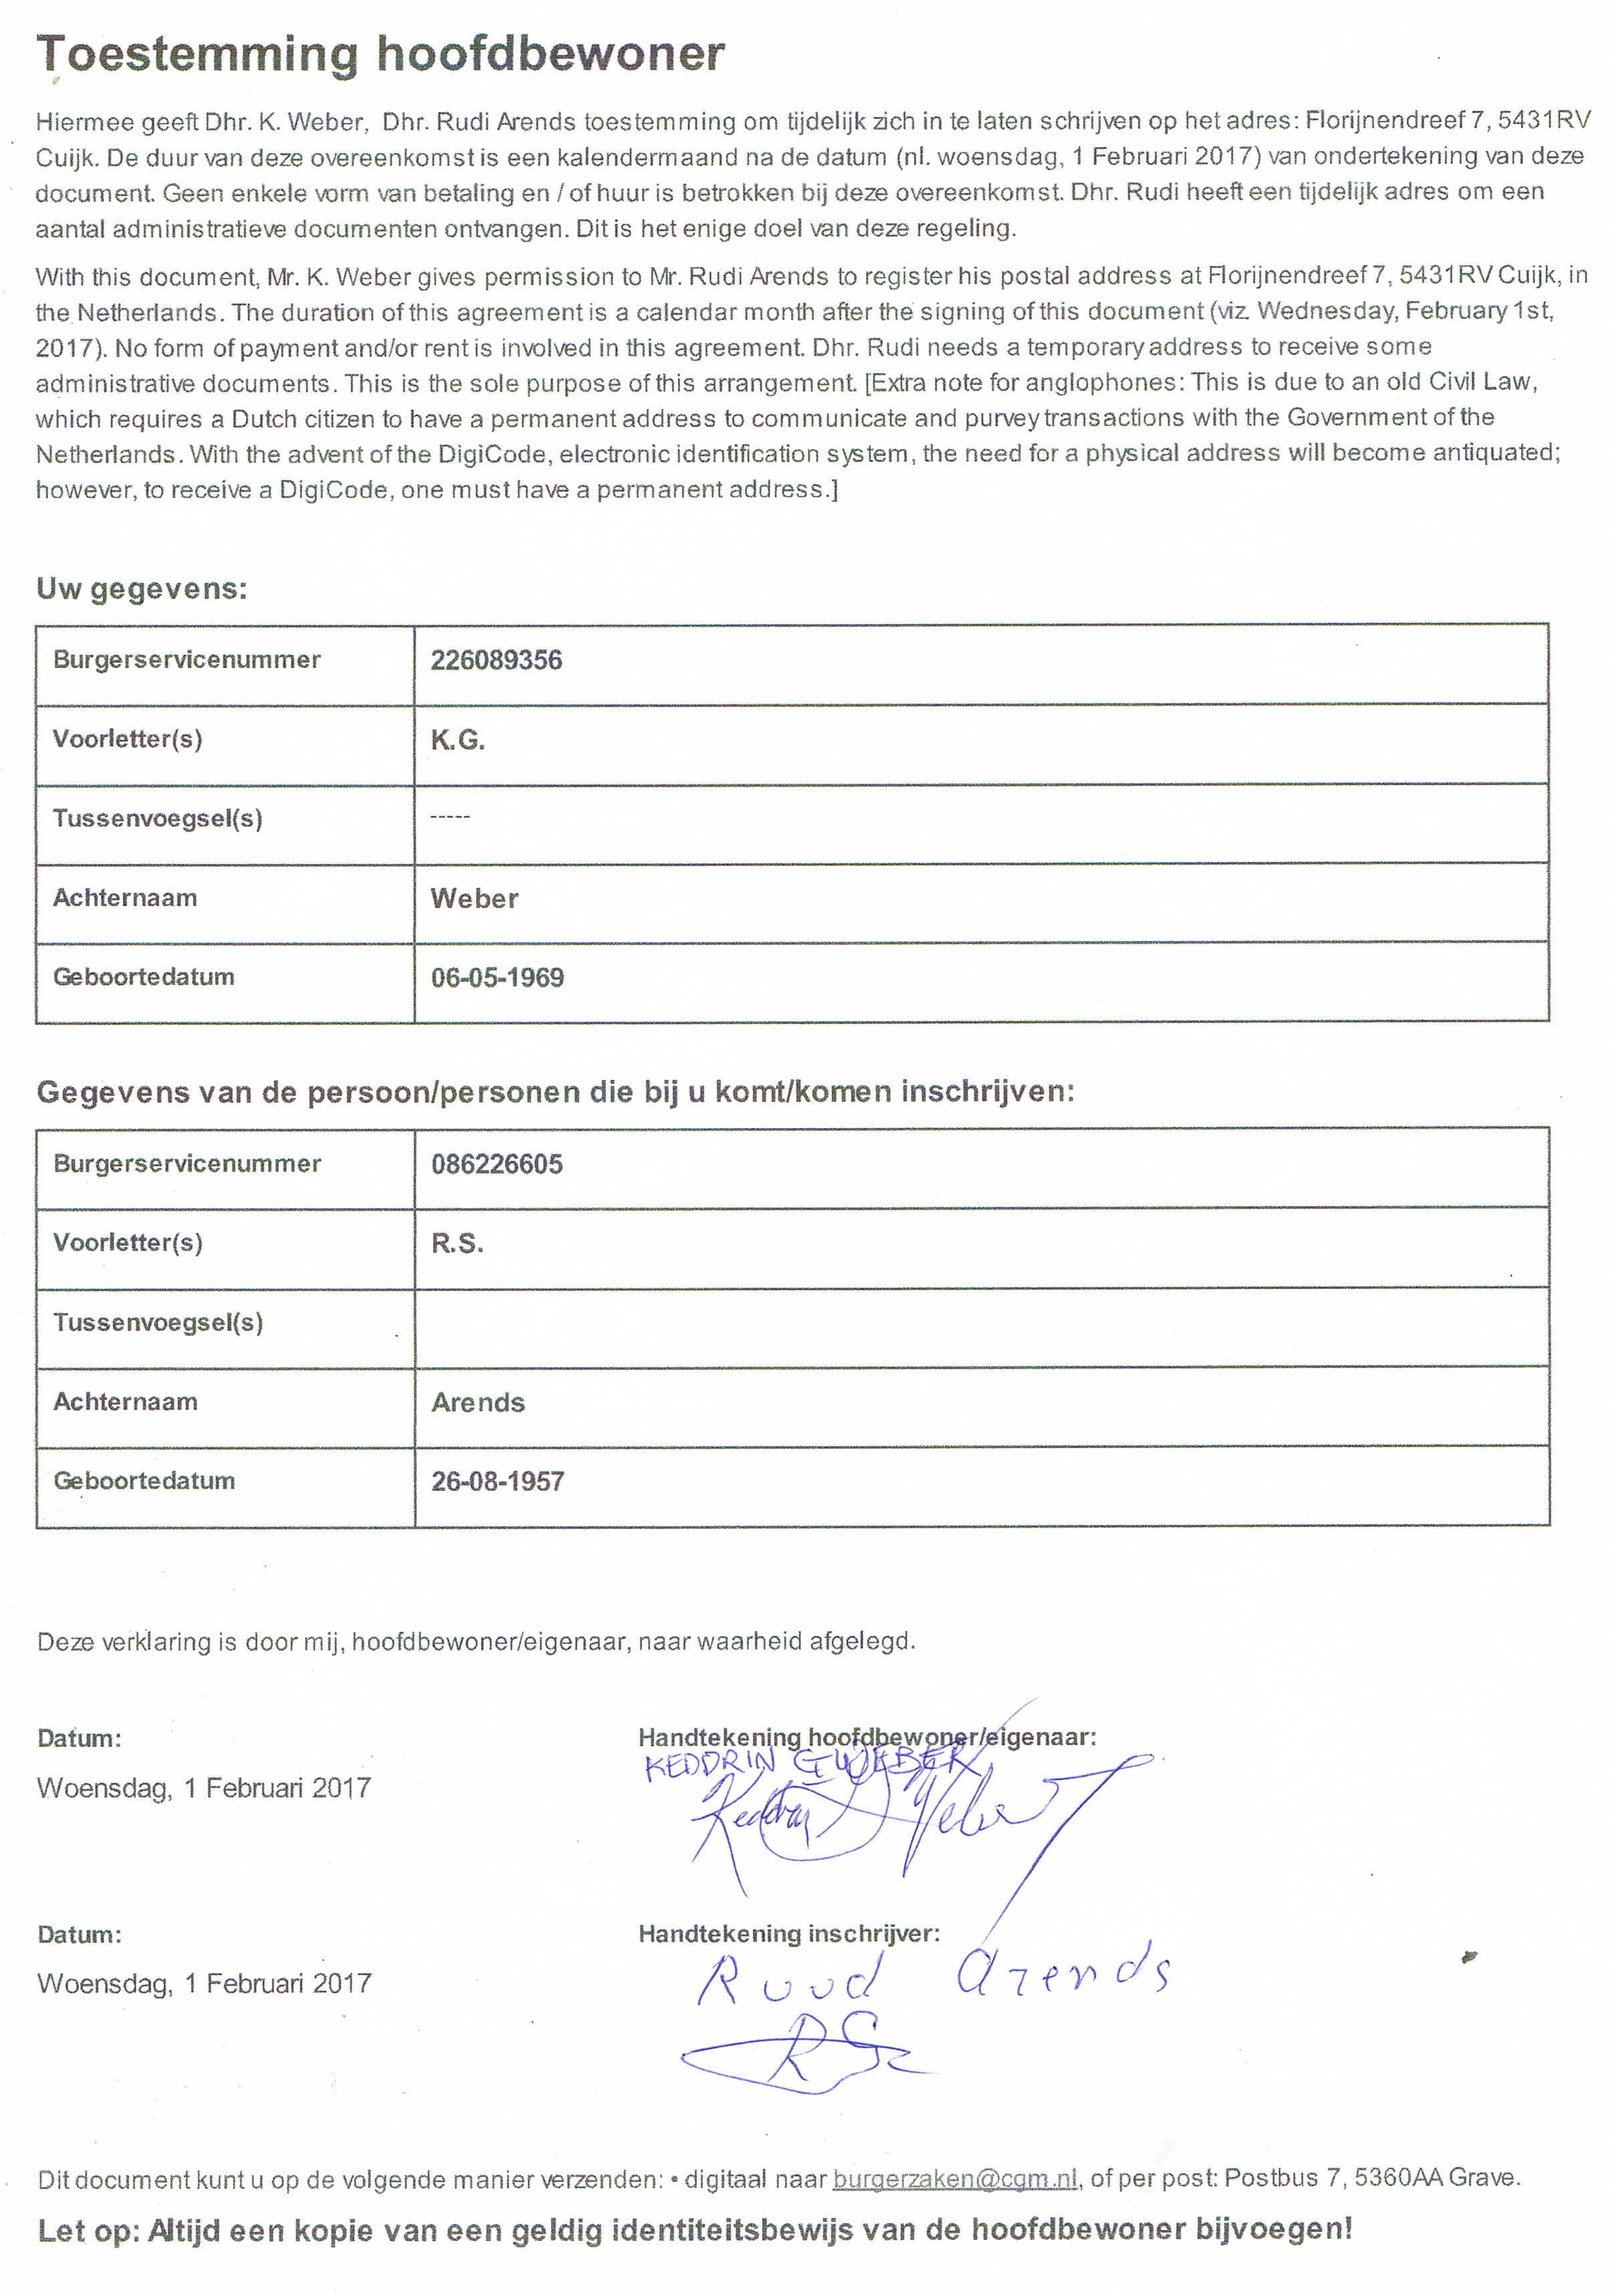 Toestemming hoofdbewoner
Hiermee geeft Dhr. K. Weber, Dhr. Rudi Arends toestemming om tijdelijk zich in te laten schrijven op het adres: Florijnendreef 7, 5431RV
Cuijk. De duur van deze overeenkomst is een kalendermaand na de datum (nl. woensdag, 1 Februari 2017) van ondertekening van deze
document. Geen enkele vorm van betaling en / of huur is betrokken bij deze overeenkomst. Dhr. Rudi heeft een tijdelijk adres om een
aantal administratieve documenten ontvangen. Dit is het enige doel van deze regeling.
With this document, Mr. K. Weber gives permission to Mr. Rudi Arends to register his postal address at Florijnendreef 7, 5431RV Cuijk, in
the Netherlands. The duration of this agreement is a calendar month after the signing of this document (viz. Wednesday, February 1st,
2017). No form of payment and/or rent is involved in this agreement. Dhr. Rudi needs a temporary address to receive some
administrative documents. This is the sole purpose of this arrangement. [Extra note for anglophones: This is due to an old Civil Law,
which requires a Dutch citizen to have a permanent address to communicate and purvey transactions with the Government of the
Netherlands. With the advent of the DigiCode, electronic identification system, the need for a physical address will become antiquated;
however, to receive a DigiCode, one must have a permanent address.]
Uw gegevens:
Burgerservicenummer 226089356
Voorletter(s) K.G.
Tussenvoegsel(s) -----
Achternaam Weber
Geboortedatum 06-05-1969
Gegevens van de persoon/personen die bij u komt/komen inschrijven:
Burgerservicenummer 086226605
Voorletter(s) R.S.
Tussenvoegsel(s)
Achternaam Arends
Geboortedatum 26-08-1957
Deze verklaring is door mij, hoofdbewoner/eigenaar, naar waarheid afgelegd.
Datum: Handtekening hoofdbewoner/eigenaar:
KEDDRIN G WEBER
Woensdag, 1 Februari 2017
Keddrin G Weber
Datum: Handtekening inschrijver:
Woensdag, 1 Februari 2017 Ruud Arends
RS
Dit document kunt u op de volgende manier verzenden: • digitaal naar burgerzaken@cgm.nl, of per post: Postbus 7, 5360AA Grave.
Let op: Altijd een kopie van een geldig identiteitsbewijs van de hoofdbewoner bijvoegen!